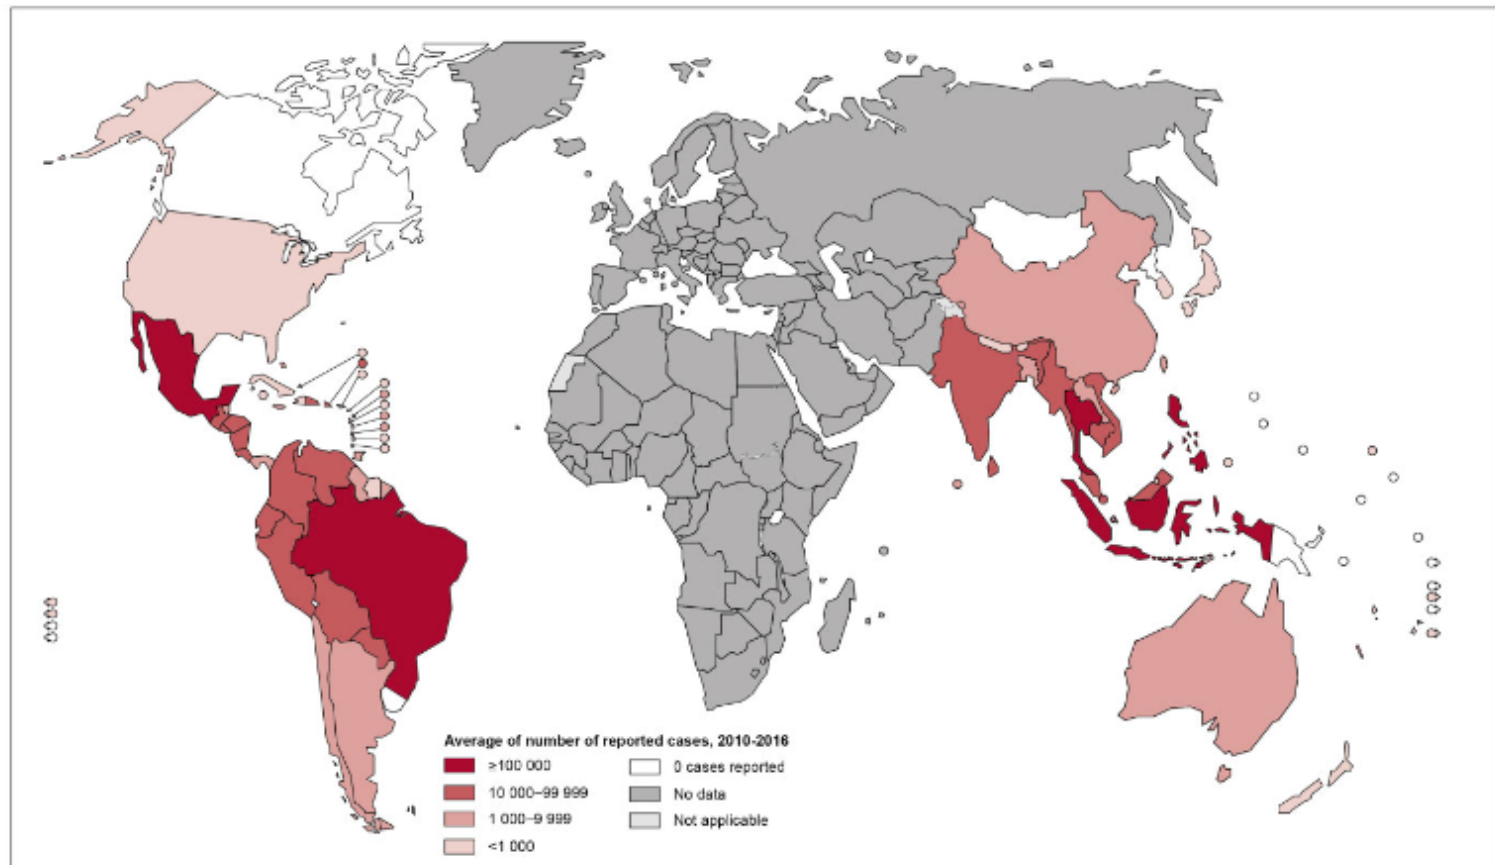 Average of number of reported cases, 2010-2016
≥100 000
10 000–99 999
1 000–9 999
<1 000
0 cases reported
No data
Not applicable